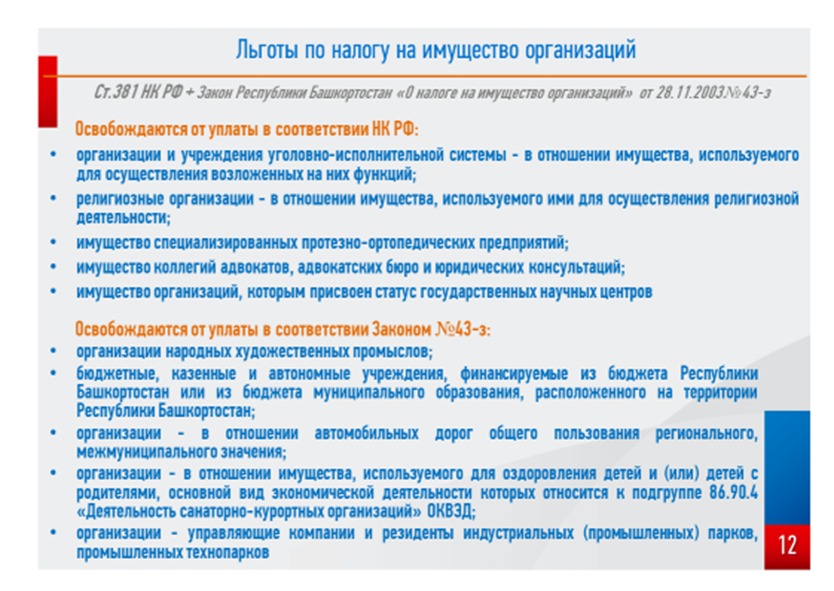 Льготы по налогу на имущество организаций
Ст.381 НК РФ + Закон Республики Башкортостан «О налоге на имущество организаций» от 28.11.2003№43-з
Освобождаются от уплаты в соответствии НК РФ:
• организации и учреждения уголовно-исполнительной системы - в отношении имущества, используемого
для осуществления возложенных на них функций;
• религиозные организации - в отношении имущества, используемого ими для осуществления религиозной
деятельности;
• имущество специализированных протезно-ортопедических предприятий;
• имущество коллегий адвокатов, адвокатских бюро и юридических консультаций;
• имущество организаций, которым присвоен статус государственных научных центров
Освобождаются от уплаты в соответствии Законом №43-з:
• организации народных художественных промыслов;
• бюджетные, казенные и автономные учреждения, финансируемые из бюджета Республики
Башкортостан или из бюджета муниципального образования, расположенного на территории
Республики Башкортостан;
• организации - в отношении автомобильных дорог общего пользования регионального,
межмуниципального значения;
• организации - в отношении имущества, используемого для оздоровления детей и (или) детей с
родителями, основной вид экономической деятельности которых относится к подгруппе 86.90.4
«Деятельность санаторно-курортных организаций» ОКВЭД;
• организации - управляющие компании и резиденты индустриальных (промышленных) парков,
промышленных технопарков
12